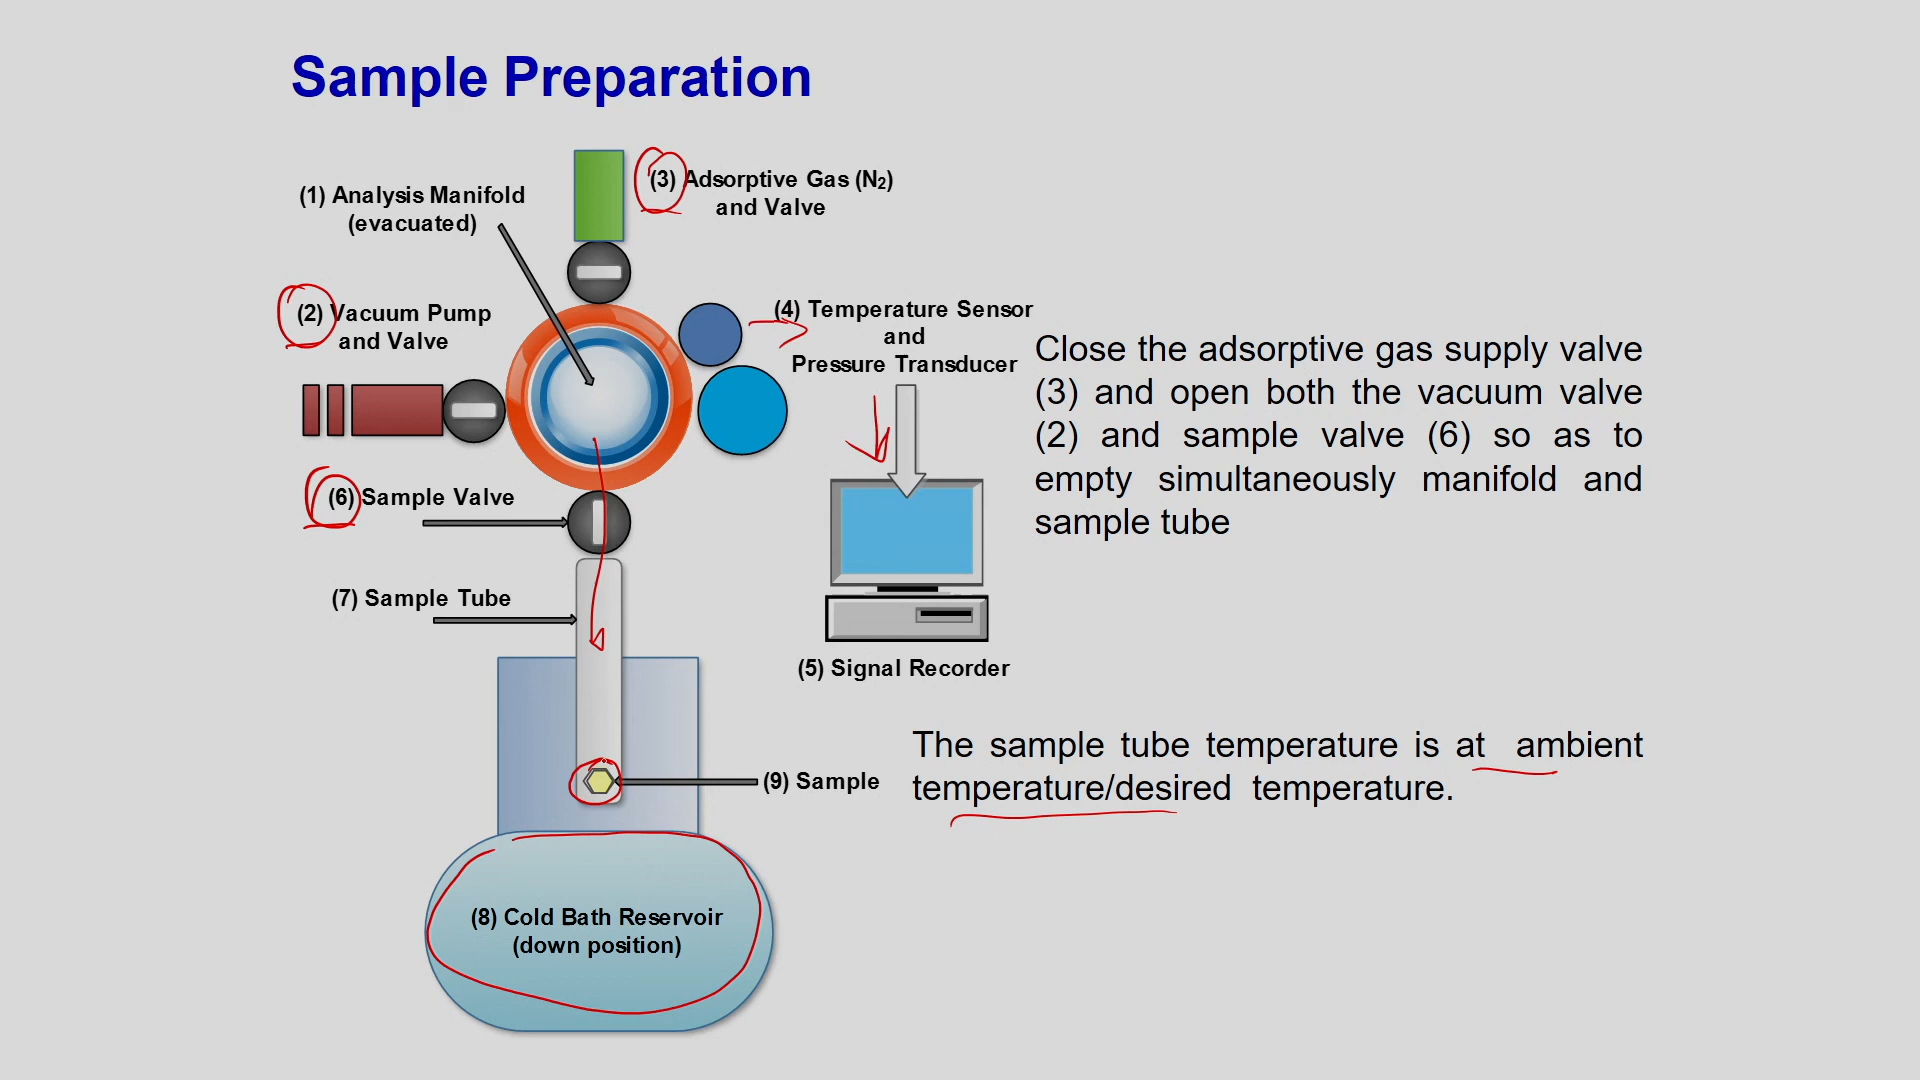 Sample Preparation
(1) Analysis Manifold
(evacuated)
(3) Adsorptive Gas (N₂)
and Valve
(2) Vacuum Pump
and Valve
(4) Temperature Sensor
and
Pressure Transducer
Close the adsorptive gas supply valve
(3) and open both the vacuum valve
(2) and sample valve (6) so as to
empty simultaneously manifold and
sample tube
(6) Sample Valve
(7) Sample Tube
(5) Signal Recorder
The sample tube temperature is at ambient
temperature/desired temperature.
(9) Sample
(8) Cold Bath Reservoir
(down position)